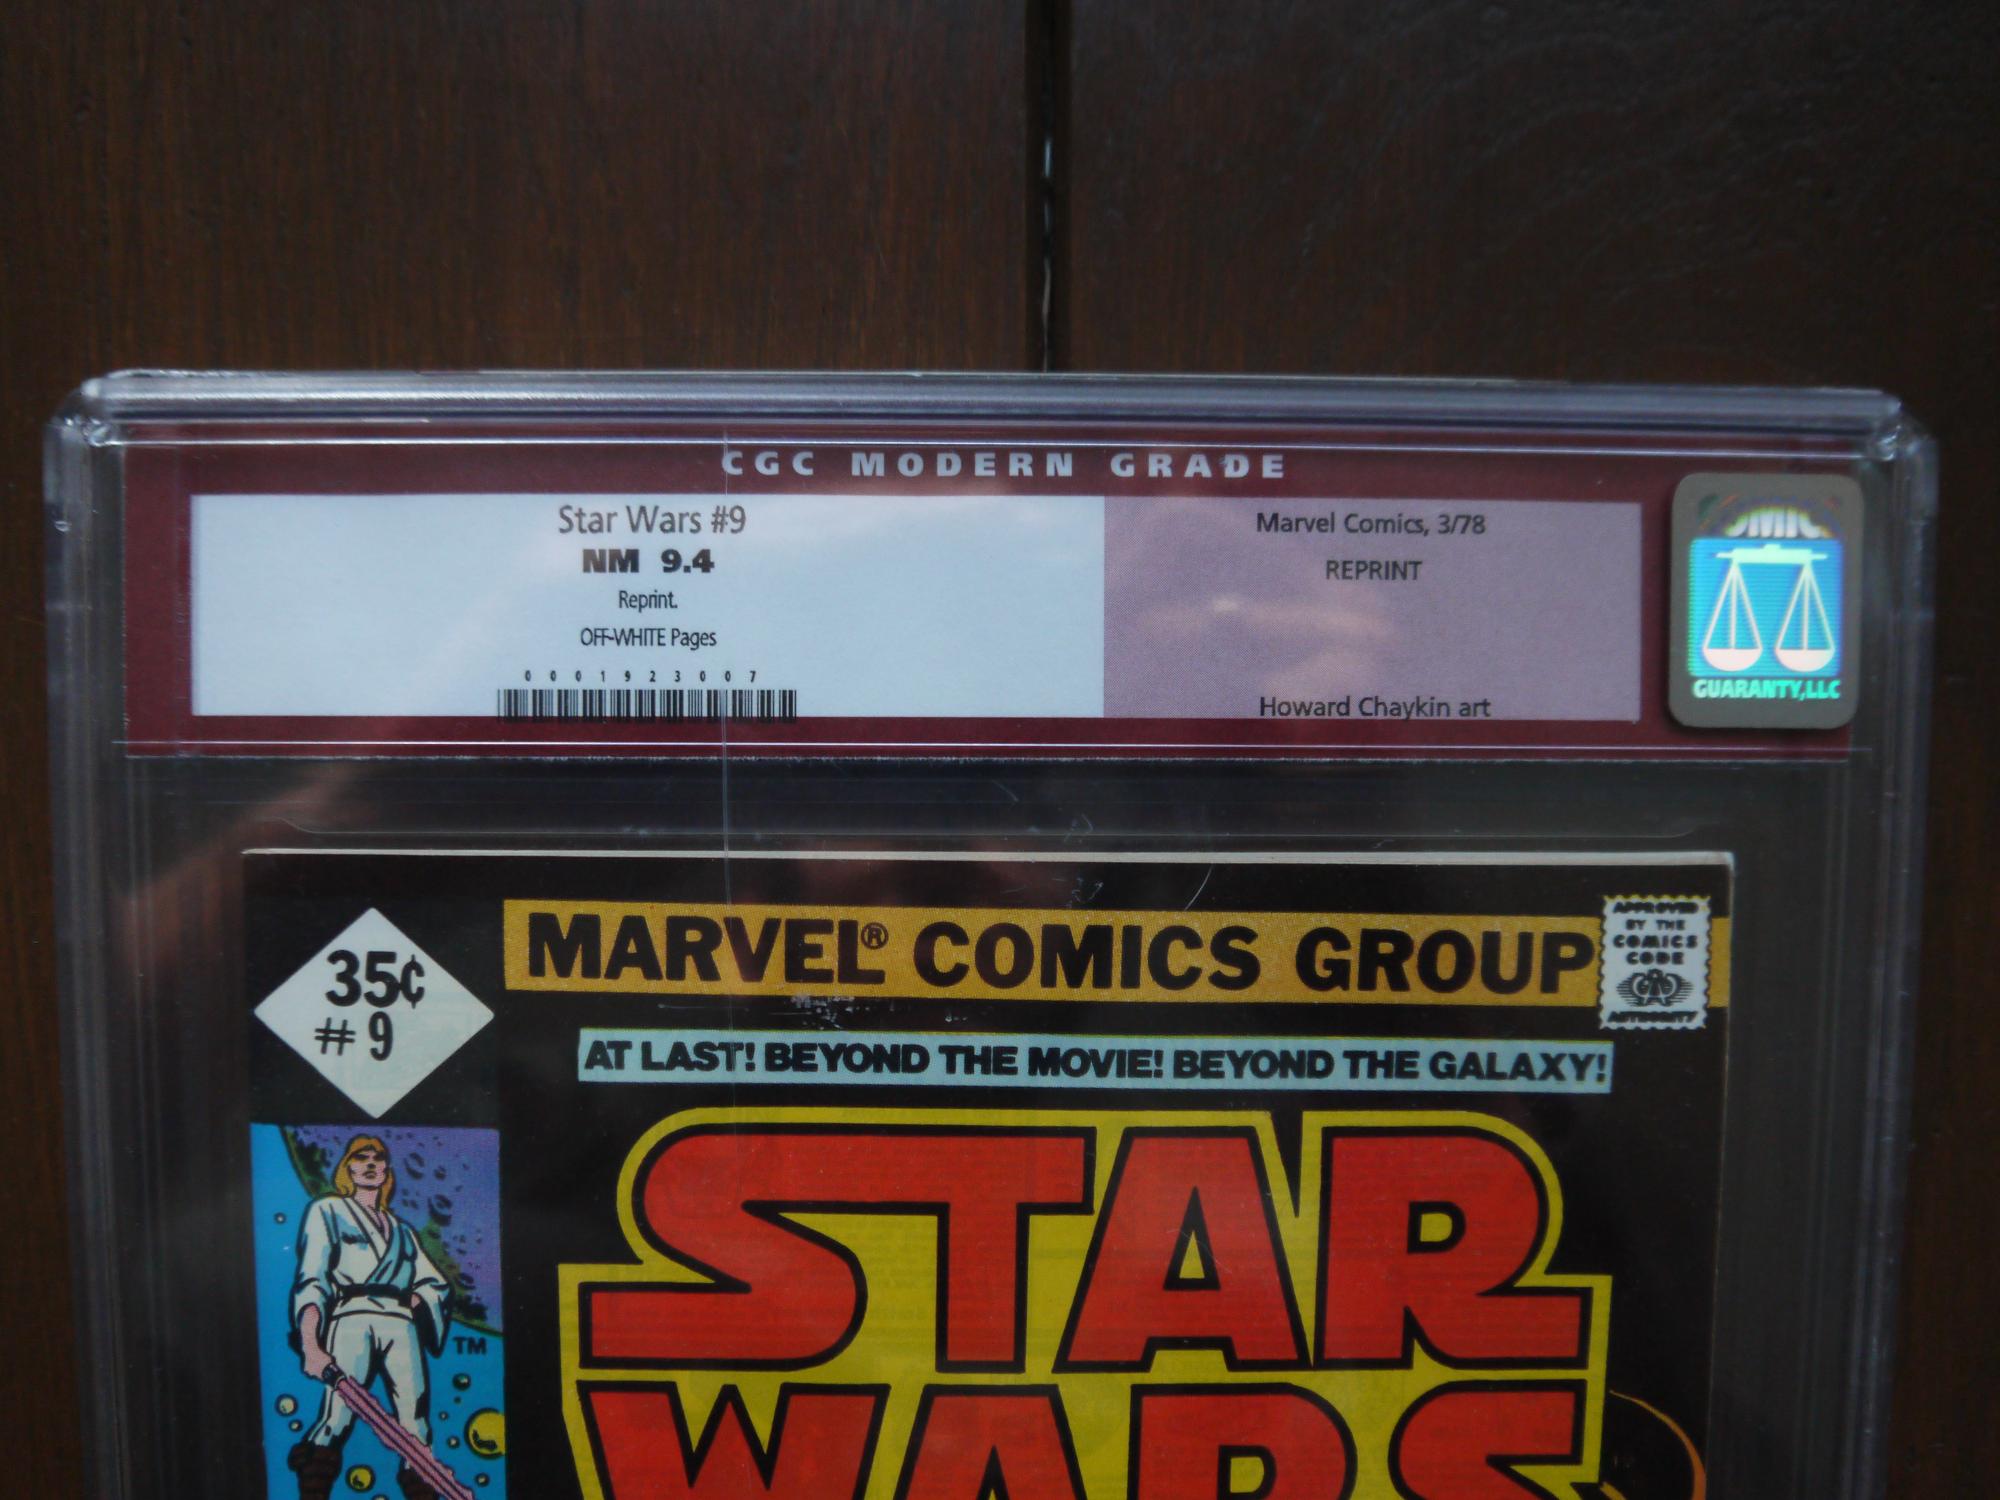 CGC MODERN GRADE
Star Wars #9
NM 9.4
Reprint.
OFF-WHITE Pages
0001923007
Marvel Comics, 3/78
REPRINT
Howard Chaykin art
GUARANTY, LLC
35¢
#9
MARVEL® COMICS GROUP
APPROVED
BY THE
COMICS
CODE
AUTHORITY
AT LAST! BEYOND THE MOVIE! BEYOND THE GALAXY!
STAR
WARS
TM